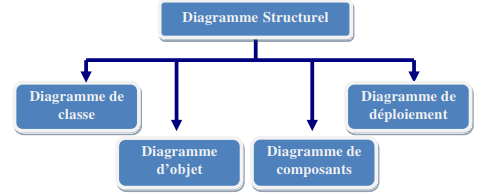 Diagramme Structurel
Diagramme de
classe
Diagramme
d'objet
Diagramme de
composants
Diagramme de
déploiement